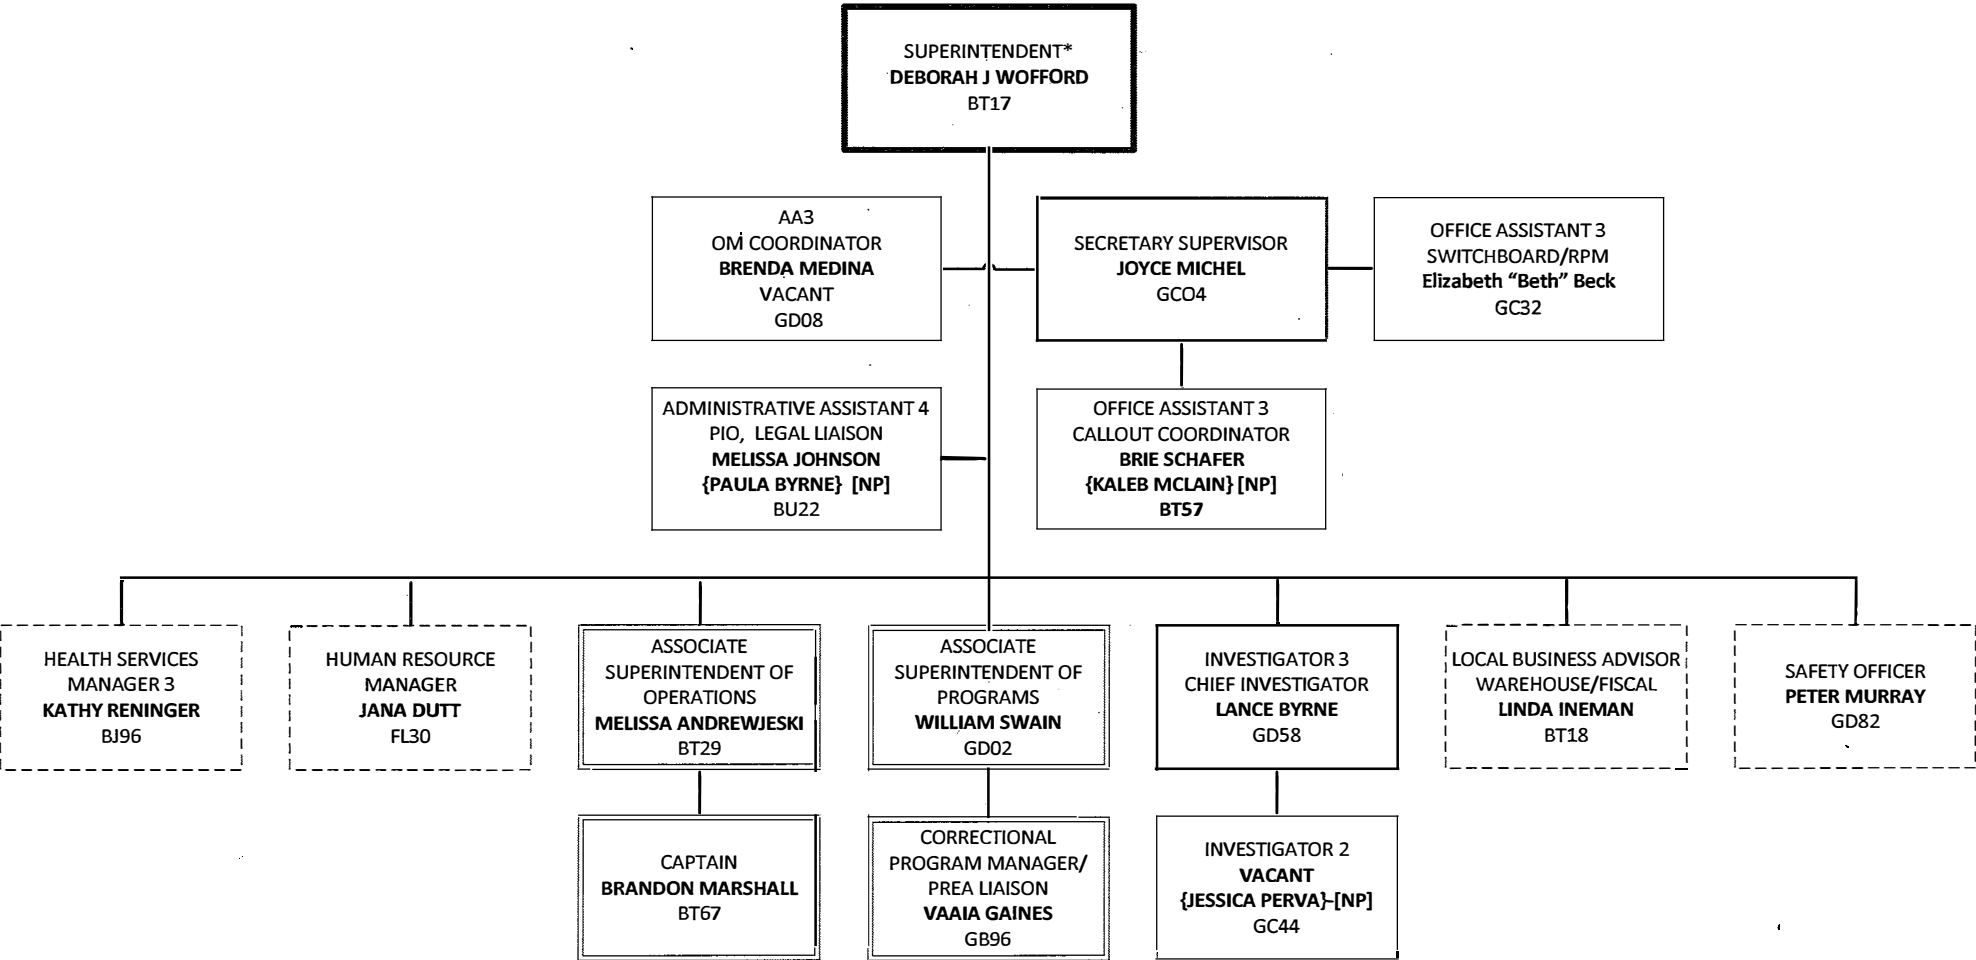 SUPERINTENDENT*
DEBORAH J WOFFORD
BT17
AA3
OM COORDINATOR
BRENDA MEDINA
VACANT
GD08
SECRETARY SUPERVISOR
JOYCE MICHEL
GCO4
OFFICE ASSISTANT 3
SWITCHBOARD/RPM
Elizabeth “Beth” Beck
GC32
ADMINISTRATIVE ASSISTANT 4
PIO, LEGAL LIAISON
MELISSA JOHNSON
{PAULA BYRNE} [NP]
BU22
OFFICE ASSISTANT 3
CALLOUT COORDINATOR
BRIE SCHAFER
{KALEB MCLAIN} [NP]
BT57
HEALTH SERVICES
MANAGER 3
KATHY RENINGER
BJ96
HUMAN RESOURCE
MANAGER
JANA DUTT
FL30
ASSOCIATE
SUPERINTENDENT OF
OPERATIONS
MELISSA ANDREWJESKI
BT29
ASSOCIATE
SUPERINTENDENT OF
PROGRAMS
WILLIAM SWAIN
GD02
INVESTIGATOR 3
CHIEF INVESTIGATOR
LANCE BYRNE
GD58
LOCAL BUSINESS ADVISOR
WAREHOUSE/FISCAL
LINDA INEMAN
BT18
SAFETY OFFICER
PETER MURRAY
GD82
CAPTAIN
BRANDON MARSHALL
BT67
CORRECTIONAL
PROGRAM MANAGER/
PREA LIAISON
VAAIA GAINES
GB96
INVESTIGATOR 2
VACANT
{JESSICA PERVA}-[NP]
GC44